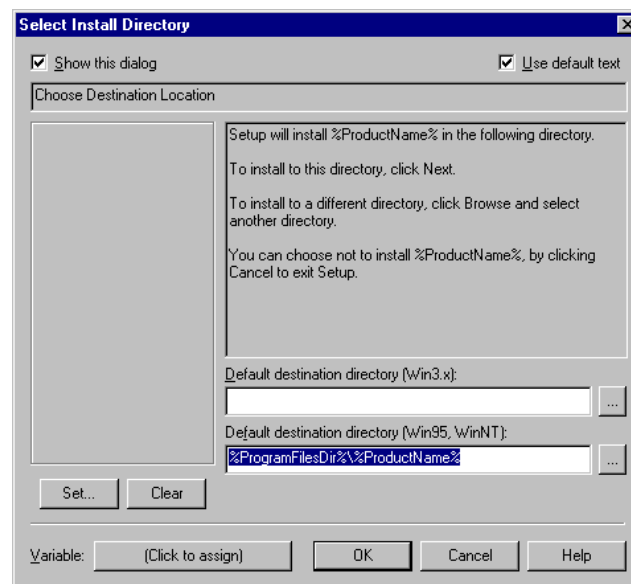 Select Install Directory
Show this dialog
Use default text
Choose Destination Location
Setup will install %ProductName% in the following directory.
To install to this directory, click Next.
To install to a different directory, click Browse and select
another directory.
You can choose not to install %ProductName%, by clicking
Cancel to exit Setup.
Default destination directory (Win3.x):
...
Default destination directory (Win95, WinNT):
%ProgramFilesDir%\%ProductName%
...
Set...
Clear
Variable:
(Click to assign)
OK
Cancel
Help